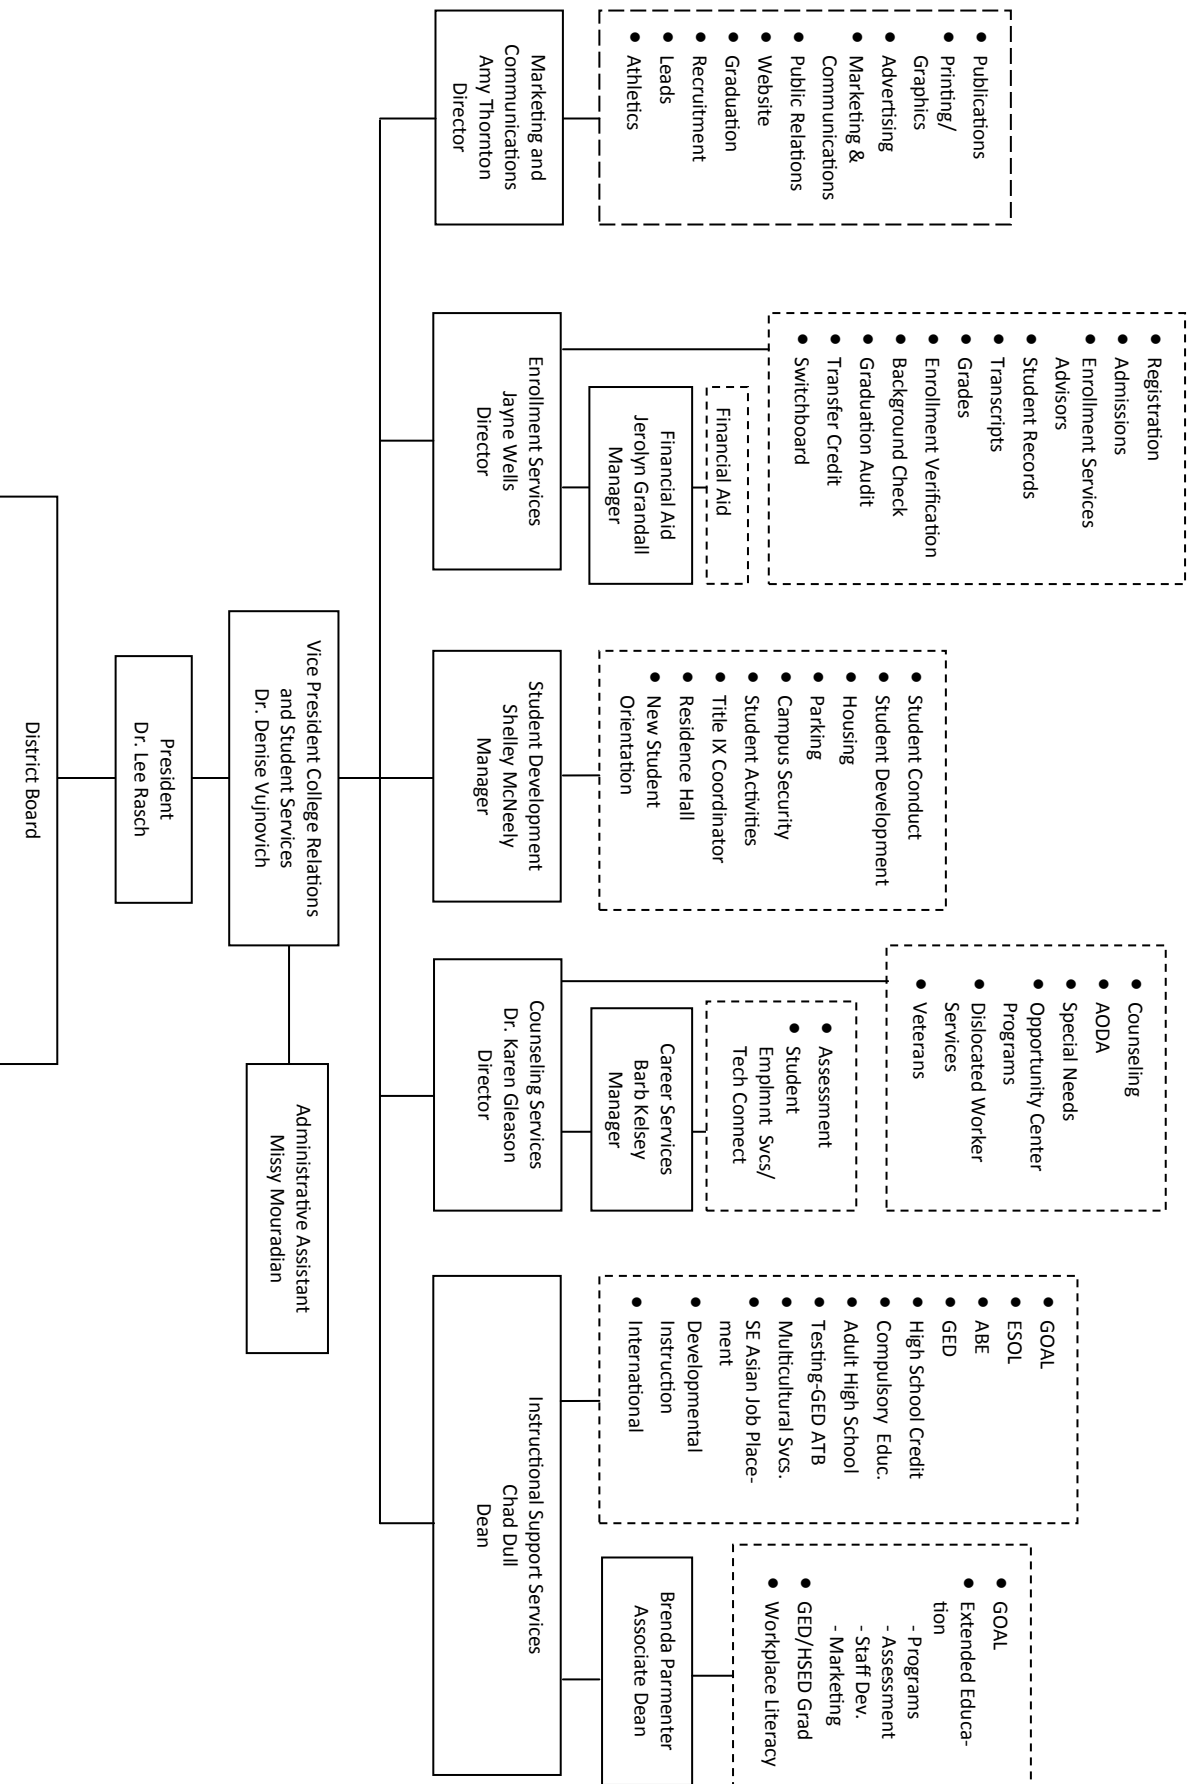 District Board
President
Dr. Lee Rasch
Vice President College Relations
and Student Services
Dr. Denise Vujnovich
Administrative Assistant
Missy Mouradian
Marketing and
Communications
Amy Thornton
Director
● Publications
● Printing/
Graphics
● Advertising
● Marketing &
Communications
● Public Relations
● Website
● Graduation
● Recruitment
● Leads
● Athletics
Enrollment Services
Jayne Wells
Director
● Registration
● Admissions
● Enrollment Services
Advisors
● Student Records
● Transcripts
● Grades
● Enrollment Verification
● Background Check
● Graduation Audit
● Transfer Credit
● Switchboard
Financial Aid
Jerolyn Grandall
Manager
Financial Aid
Student Development
Shelley McNeely
Manager
● Student Conduct
● Student Development
● Housing
● Parking
● Campus Security
● Student Activities
● Title IX Coordinator
● Residence Hall
● New Student
Orientation
Counseling Services
Dr. Karen Gleason
Director
● Counseling
● AODA
● Special Needs
● Opportunity Center
Programs
● Dislocated Worker
Services
● Veterans
Career Services
Barb Kelsey
Manager
● Assessment
● Student
Emplmnt Svcs/
Tech Connect
Instructional Support Services
Chad Dull
Dean
● GOAL
● ESOL
● ABE
● GED
● High School Credit
● Compulsory Educ.
● Adult High School
● Testing-GED ATB
● Multicultural Svcs.
● SE Asian Job Place-
ment
● Developmental
Instruction
● International
Brenda Parmenter
Associate Dean
● GOAL
● Extended Educa-
tion
- Programs
- Assessment
- Staff Dev.
- Marketing
● GED/HSED Grad
● Workplace Literacy